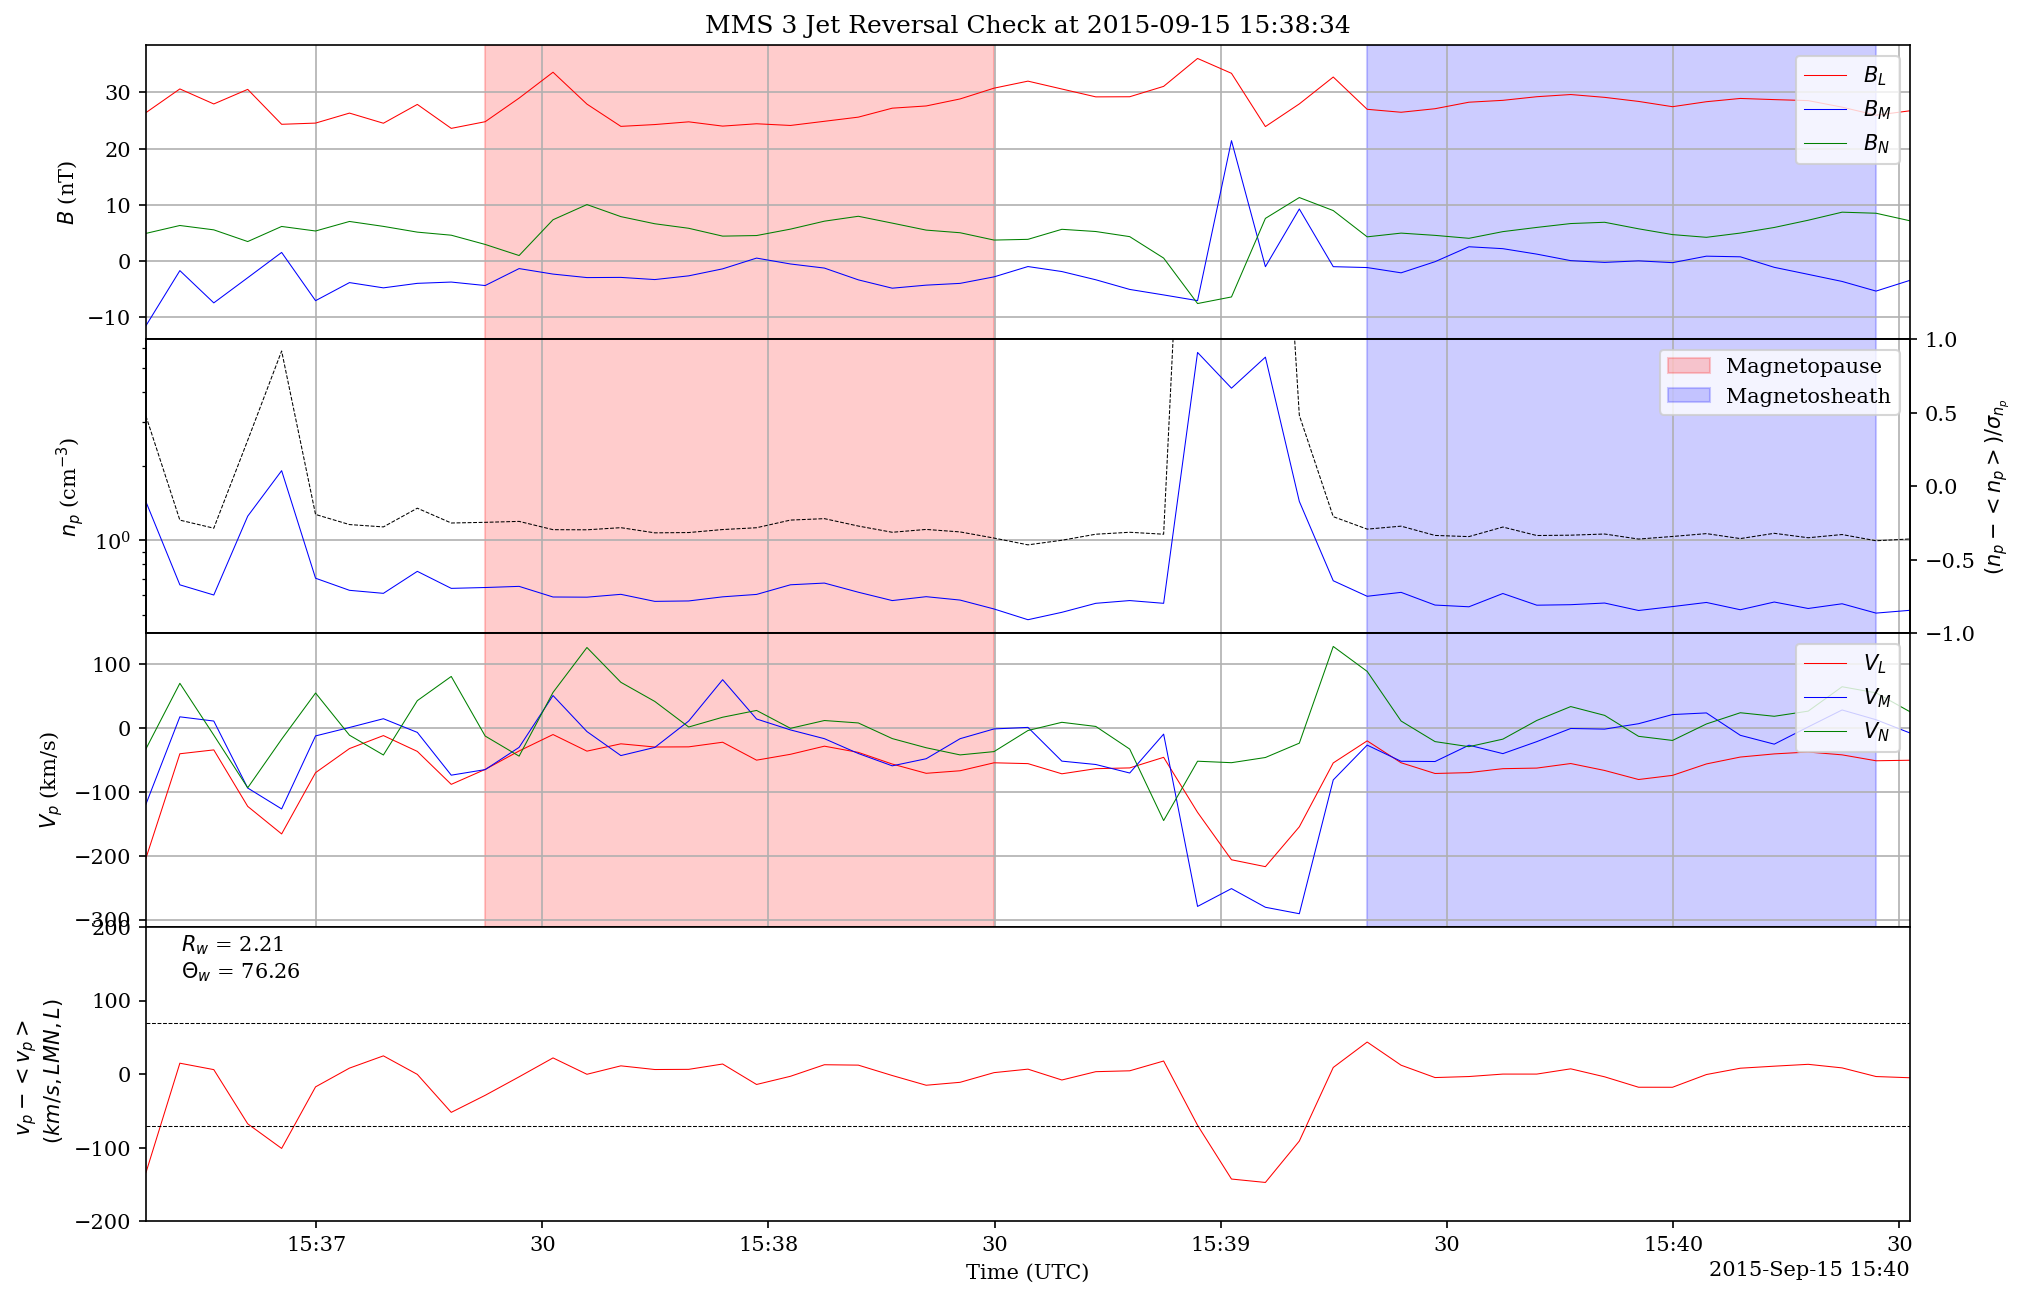 MMS 3 Jet Reversal Check at 2015-09-15 15:38:34
B (nT)
30
20
10
0
−10
B_L
B_M
B_N
n_p (cm^{−3})
10^0
Magnetopause
Magnetosheath
1.0
0.5
0.0
−0.5
−1.0
(n_p − < n_p >)/σ_{n_p}
V_p (km/s)
100
0
−100
−200
−300
V_L
V_M
V_N
v_p − < v_p >
(km/s, LMN, L)
200
100
0
−100
−200
R_w = 2.21
Θ_w = 76.26
15:37
30
15:38
30
15:39
30
15:40
30
Time (UTC)
2015-Sep-15 15:40